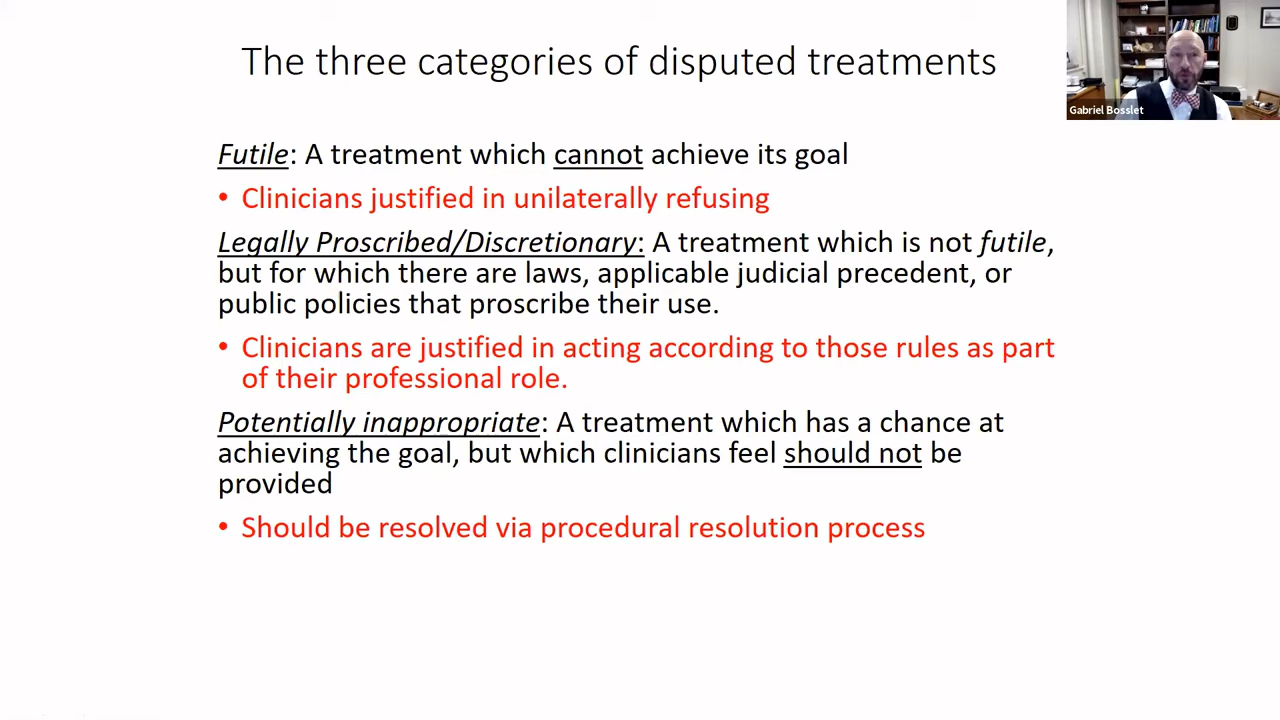 The three categories of disputed treatments
Gabriel Bosslet
Futile: A treatment which cannot achieve its goal
• Clinicians justified in unilaterally refusing
Legally Proscribed/Discretionary: A treatment which is not futile,
but for which there are laws, applicable judicial precedent, or
public policies that proscribe their use.
• Clinicians are justified in acting according to those rules as part
of their professional role.
Potentially inappropriate: A treatment which has a chance at
achieving the goal, but which clinicians feel should not be
provided
• Should be resolved via procedural resolution process